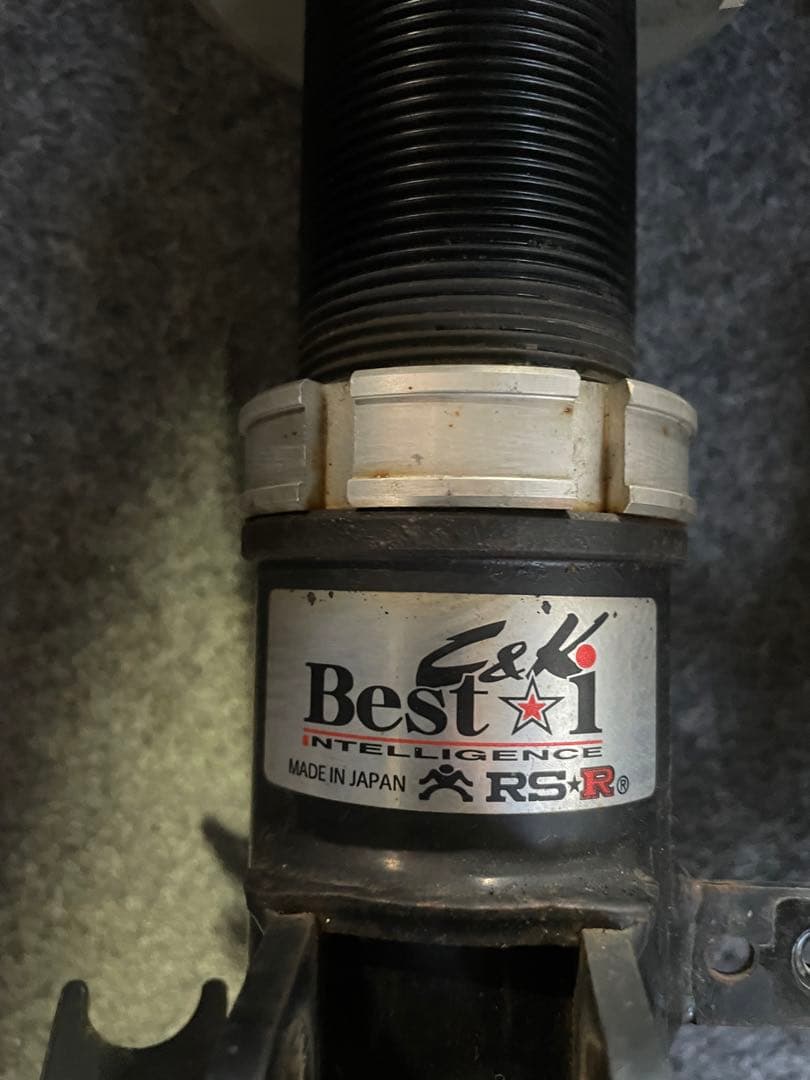 C&K
Best☆i
INTELLIGENCE
MADE IN JAPAN RS★R®